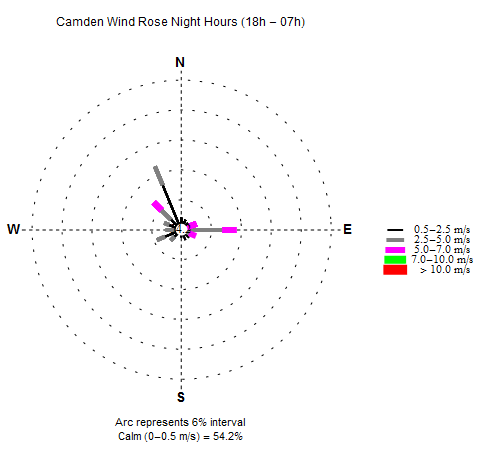 Camden Wind Rose Night Hours (18h – 07h)
N
W
E
S
0.5–2.5 m/s
2.5–5.0 m/s
5.0–7.0 m/s
7.0–10.0 m/s
> 10.0 m/s
Arc represents 6% interval
Calm (0–0.5 m/s) = 54.2%